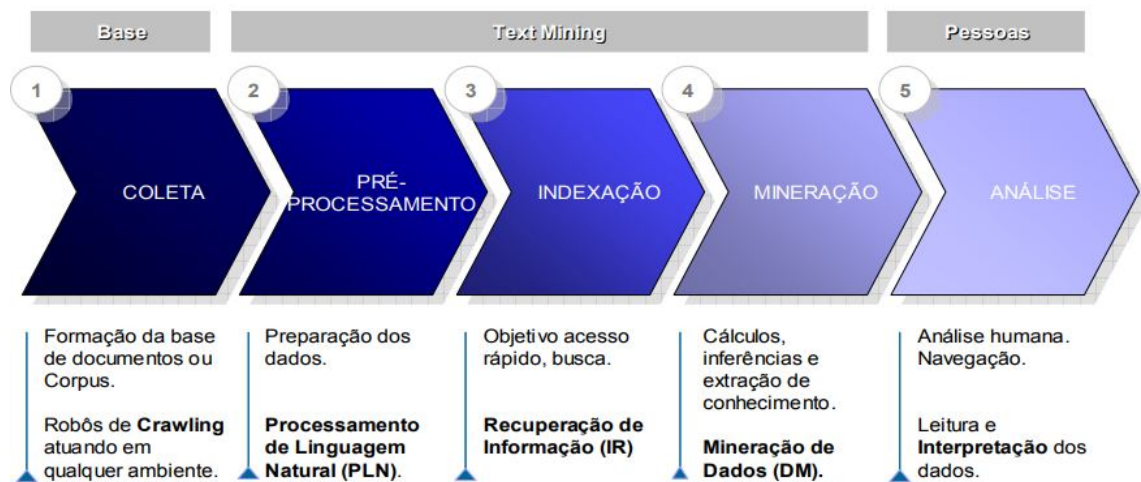 Base
Text Mining
Pessoas
1
2
3
4
5
COLETA
PRÉ-
PROCESSAMENTO
INDEXAÇÃO
MINERAÇÃO
ANÁLISE
Formação da base
de documentos ou
Corpus.
Robôs de Crawling
atuando em
qualquer ambiente.
Preparação dos
dados.
Processamento
de Linguagem
Natural (PLN).
Objetivo acesso
rápido, busca.
Recuperação de
Informação (IR)
Cálculos,
inferências e
extração de
conhecimento.
Mineração de
Dados (DM).
Análise humana.
Navegação.
Leitura e
Interpretação dos
dados.